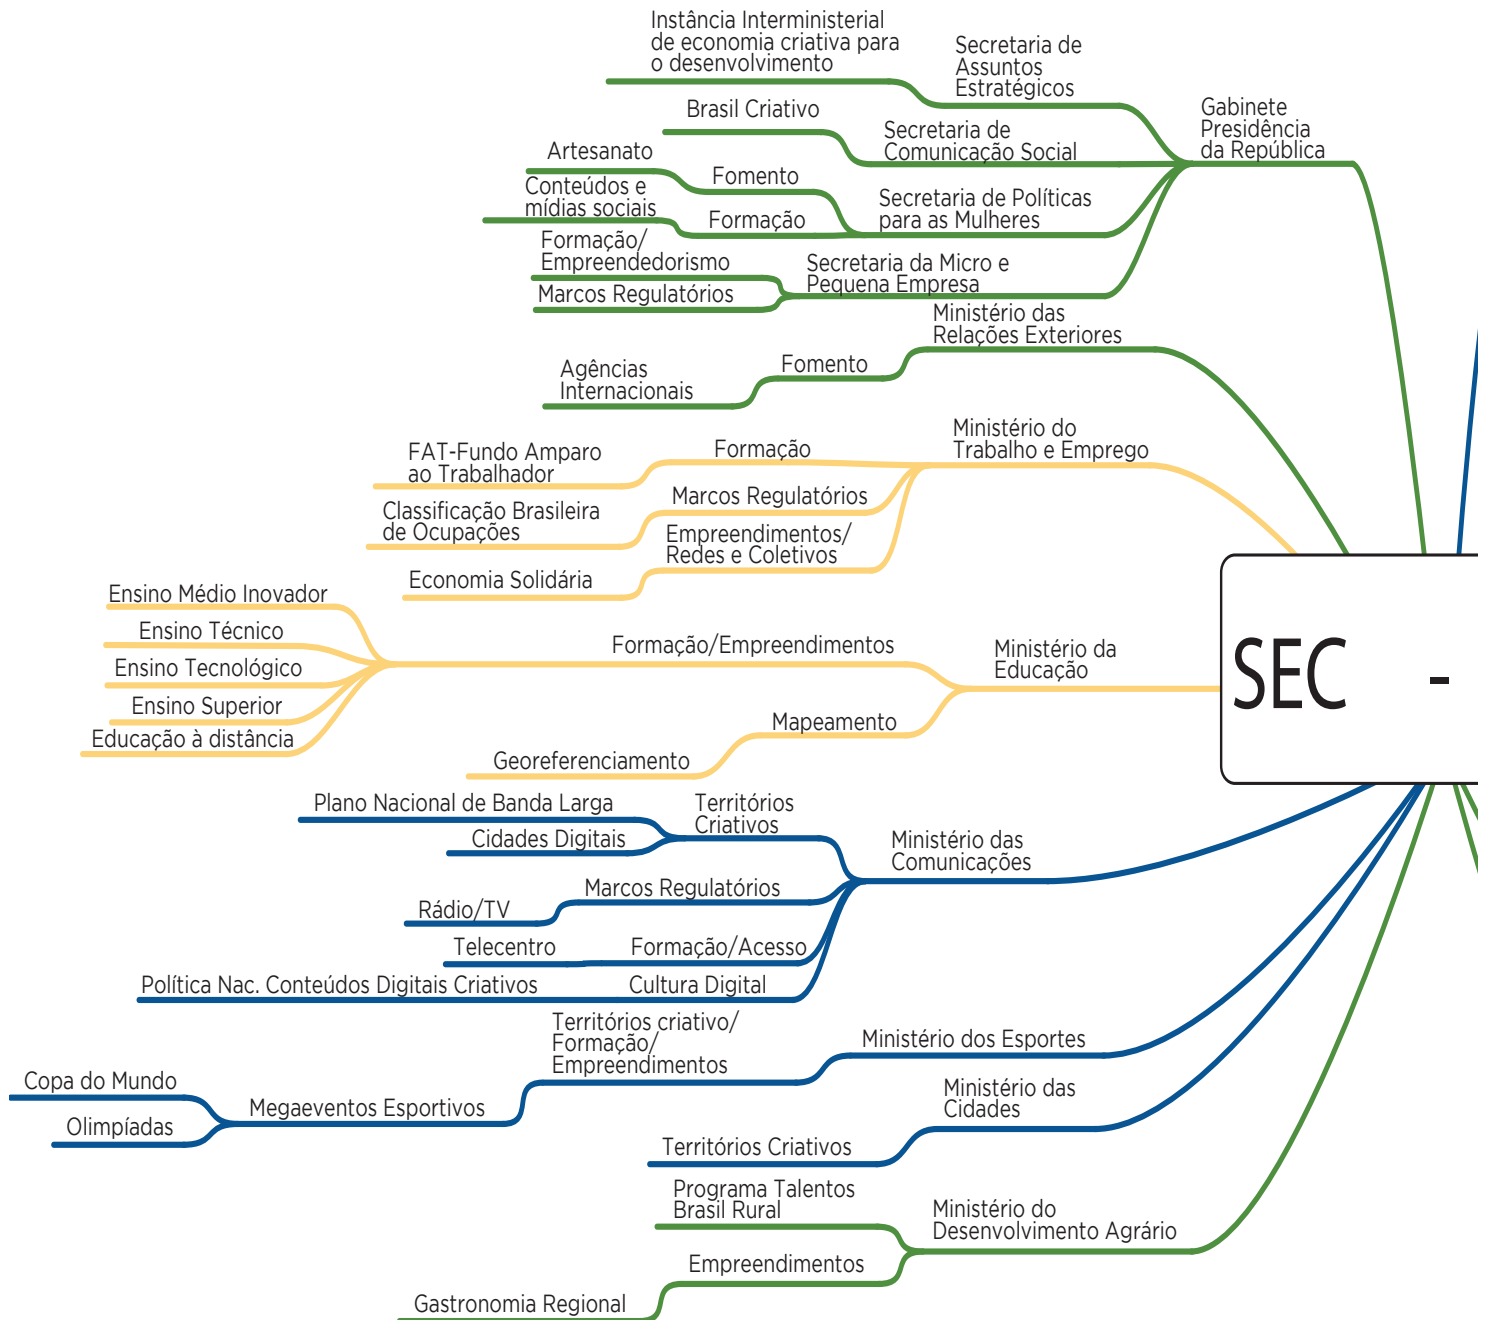 Instância Interministerial
de economia criativa para
o desenvolvimento
Secretaria de
Assuntos
Estratégicos
Gabinete
Presidência
da República
Brasil Criativo
Secretaria de
Comunicação Social
Artesanato
Fomento
Conteúdos e
mídias sociais
Formação
Secretaria de Políticas
para as Mulheres
Formação/
Empreendedorismo
Marcos Regulatórios
Secretaria da Micro e
Pequena Empresa
Ministério das
Relações Exteriores
Fomento
Agências
Internacionais
Ministério do
Trabalho e Emprego
Formação
FAT-Fundo Amparo
ao Trabalhador
Marcos Regulatórios
Classificação Brasileira
de Ocupações
Empreendimentos/
Redes e Coletivos
Economia Solidária
Ensino Médio Inovador
Ensino Técnico
Ensino Tecnológico
Ensino Superior
Educação à distância
Formação/Empreendimentos
Ministério da
Educação
Mapeamento
Georeferenciamento
SEC -
Plano Nacional de Banda Larga
Cidades Digitais
Territórios
Criativos
Ministério das
Comunicações
Marcos Regulatórios
Rádio/TV
Telecentro
Formação/Acesso
Política Nac. Conteúdos Digitais Criativos
Cultura Digital
Territórios criativo/
Formação/
Empreendimentos
Ministério dos Esportes
Copa do Mundo
Olimpíadas
Megaeventos Esportivos
Ministério das
Cidades
Territórios Criativos
Programa Talentos
Brasil Rural
Ministério do
Desenvolvimento Agrário
Empreendimentos
Gastronomia Regional